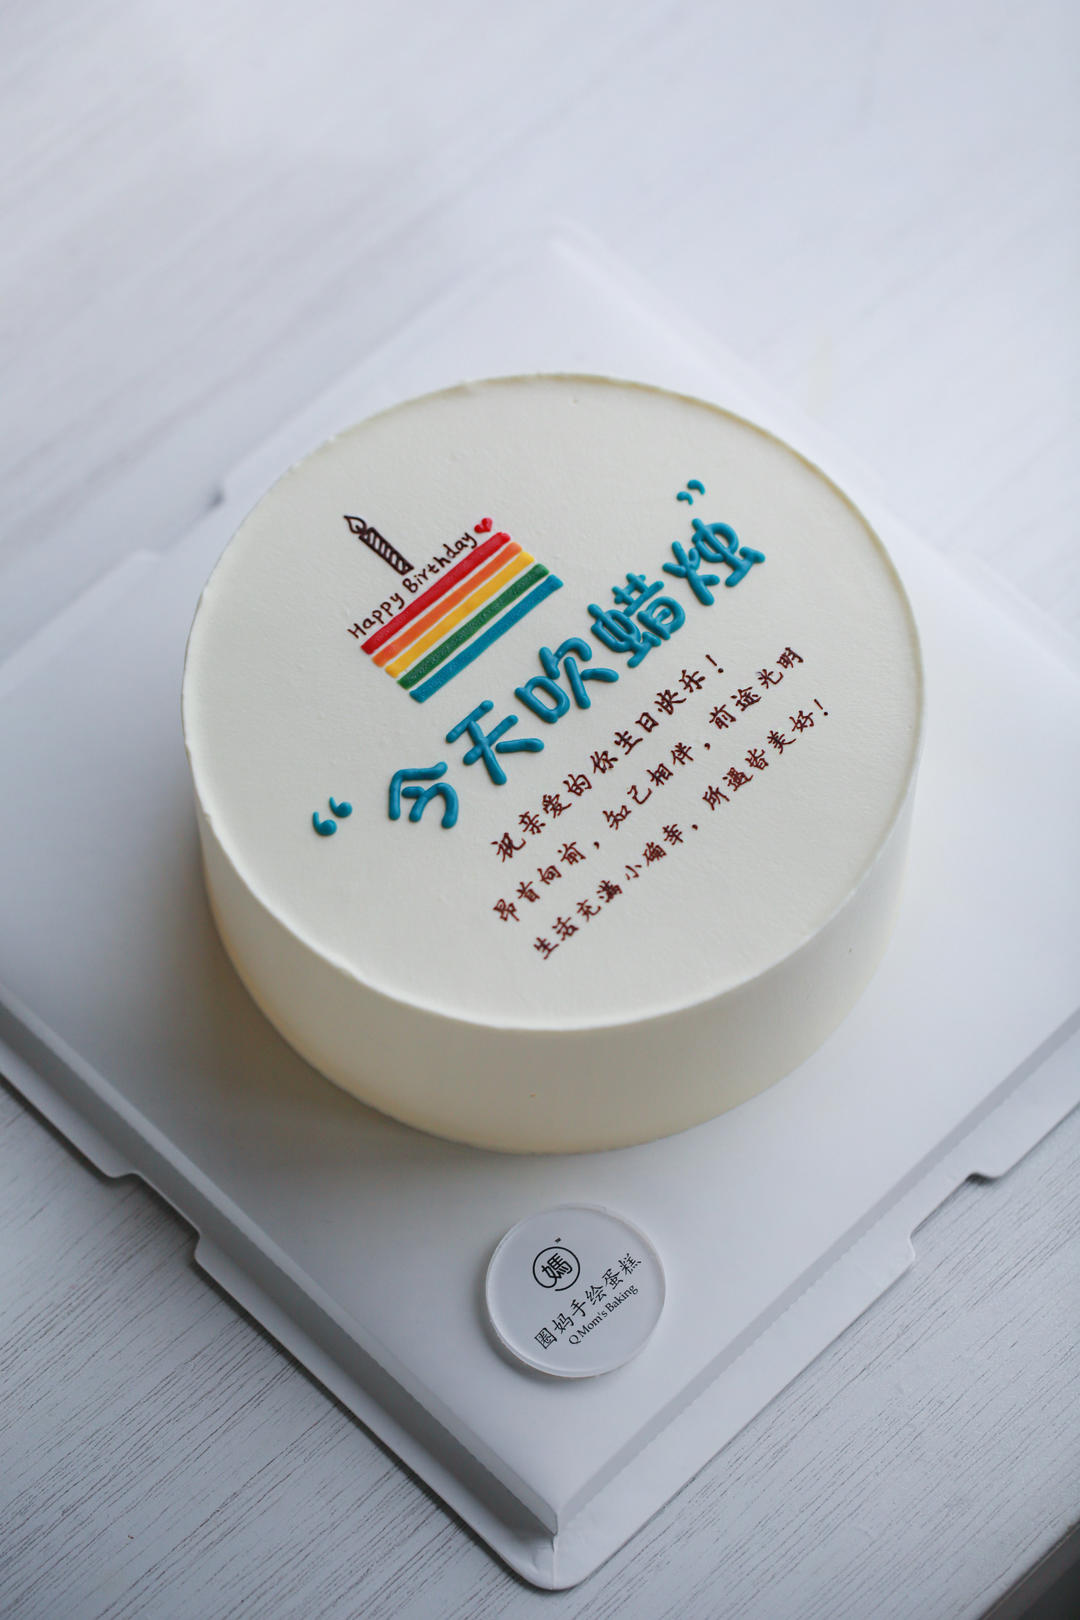 Happy Birthday
“今天吹蜡烛”
祝亲爱的你生日快乐！
昂首向前，知己相伴，前途光明
生活充满小确幸，所遇皆美好！
媽
™
圈妈手绘蛋糕
Q.Mom's Baking